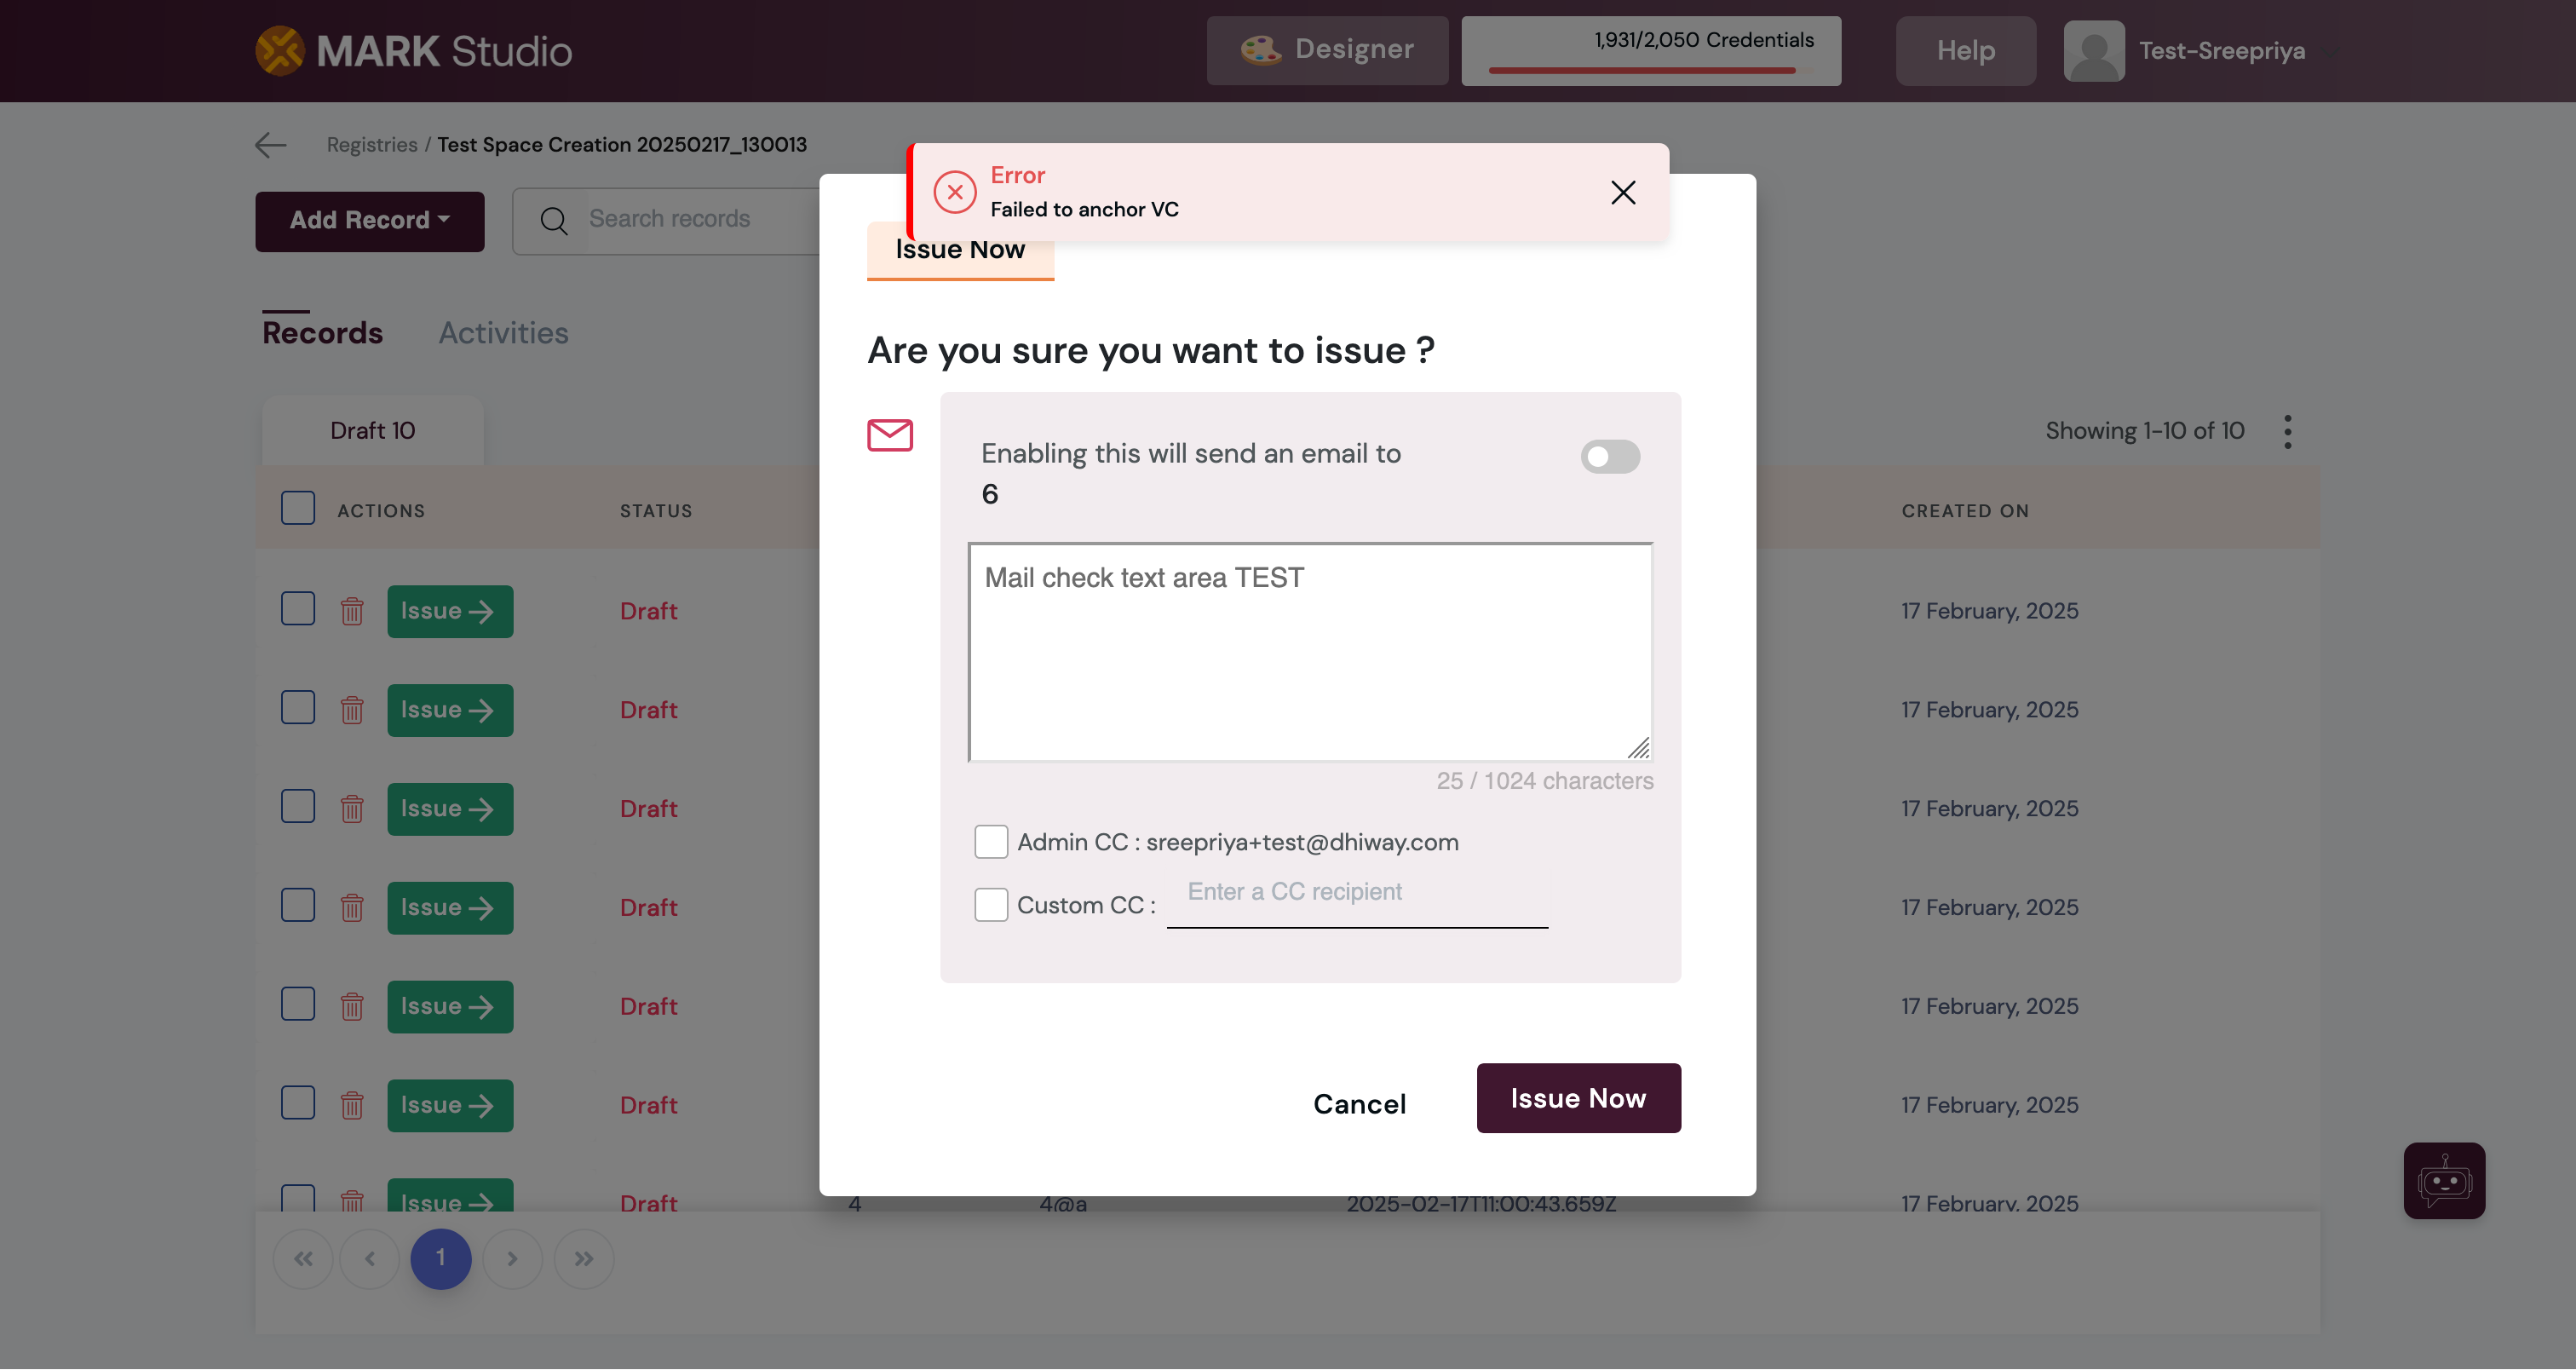 MARK Studio
Designer
1,931/2,050 Credentials
Help
Test-Sreepriya
Registries / Test Space Creation 20250217_130013
Error
Failed to anchor VC
Add Record
Search records
Issue Now
Records
Activities
Are you sure you want to issue ?
Draft 10
Showing 1-10 of 10
Enabling this will send an email to
6
ACTIONS
STATUS
CREATED ON
Mail check text area TEST
Issue
Draft
17 February, 2025
Issue
Draft
17 February, 2025
25 / 1024 characters
Issue
Draft
17 February, 2025
Admin CC : sreepriya+test@dhiway.com
Enter a CC recipient
Custom CC :
Issue
Draft
17 February, 2025
Issue
Draft
17 February, 2025
Issue
Draft
17 February, 2025
Cancel
Issue Now
Issue
Draft
4
4@a
2025-02-17T11:00:43.659Z
17 February, 2025
1